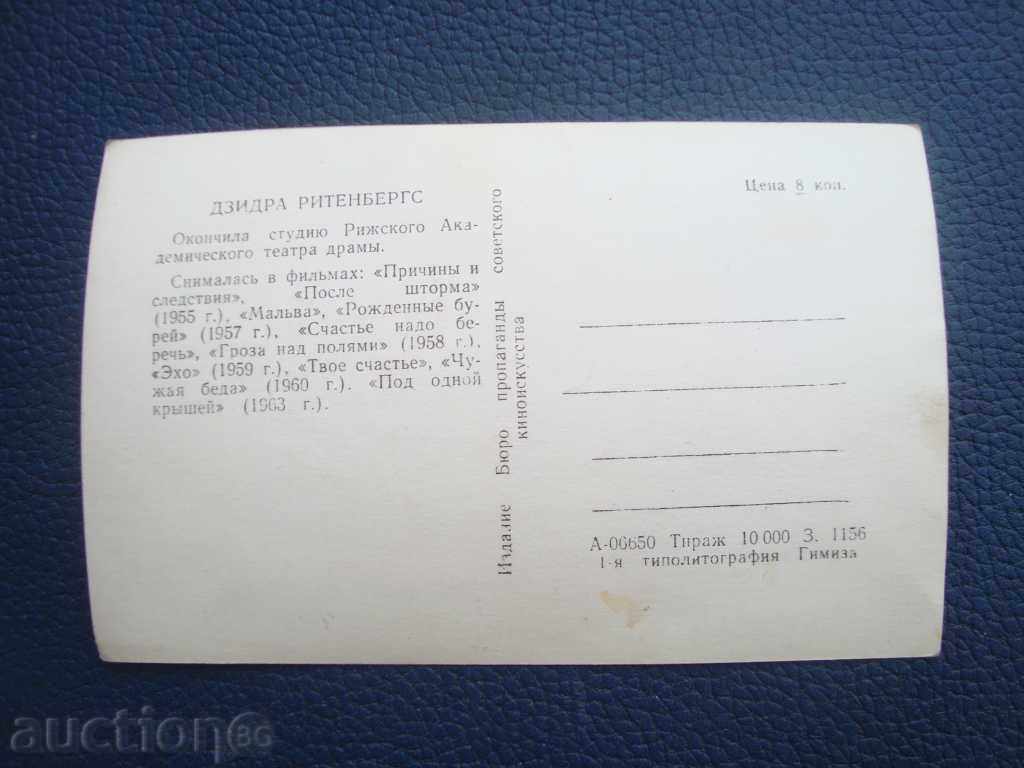 ДЗИДРА РИТЕНБЕРГС
Окончила студию Рижского Ака-
демического театра драмы.
Снималась в фильмах: «Причины и
следствия», «После шторма»
(1955 г.), «Мальва», «Рожденные бу-
рей» (1957 г.), «Счастье надо бе-
речь», «Гроза над полями» (1958 г.),
«Эхо» (1959 г.), «Твое счастье», «Чу-
жая беда» (1960 г.). «Под одной
крышей» (1963 г.).
Издание Бюро пропаганды советского
киноискусства
Цена 8 коп.
А-06650 Тираж 10 000 З. 1156
1-я типолитография Гимиза
auction BG